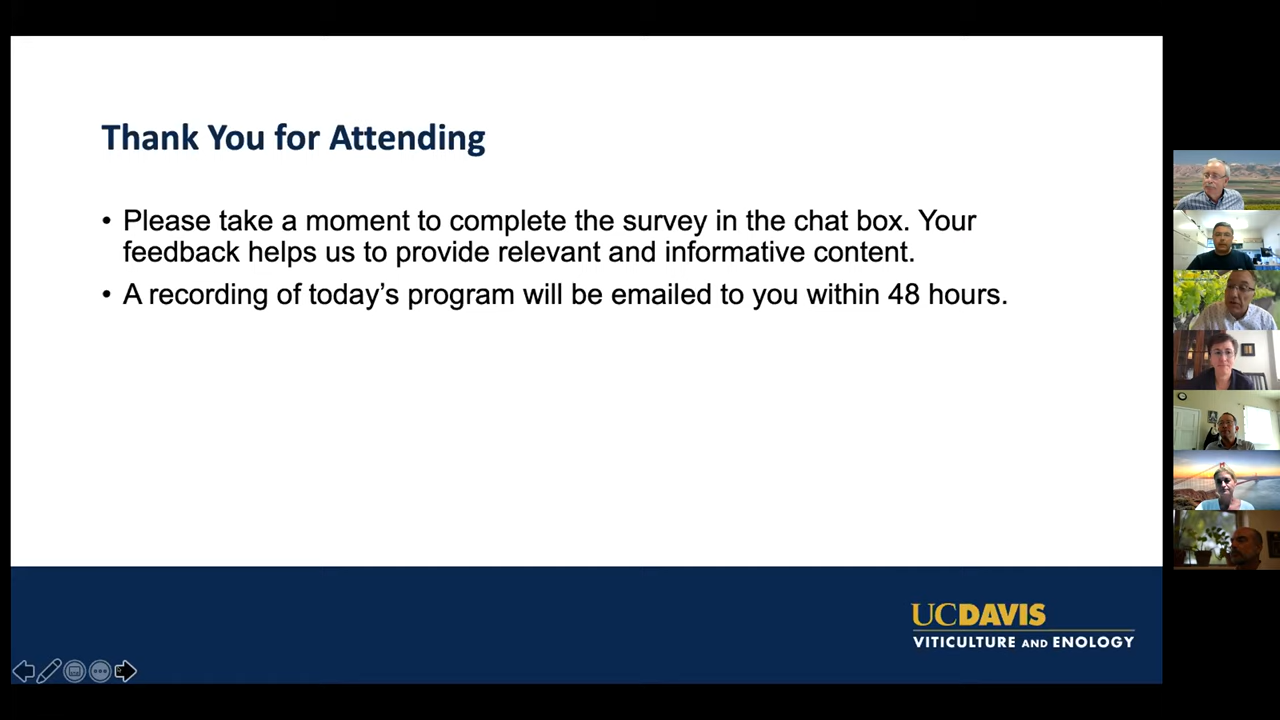 Thank You for Attending
• Please take a moment to complete the survey in the chat box. Your
feedback helps us to provide relevant and informative content.
• A recording of today’s program will be emailed to you within 48 hours.
UCDAVIS
VITICULTURE AND ENOLOGY